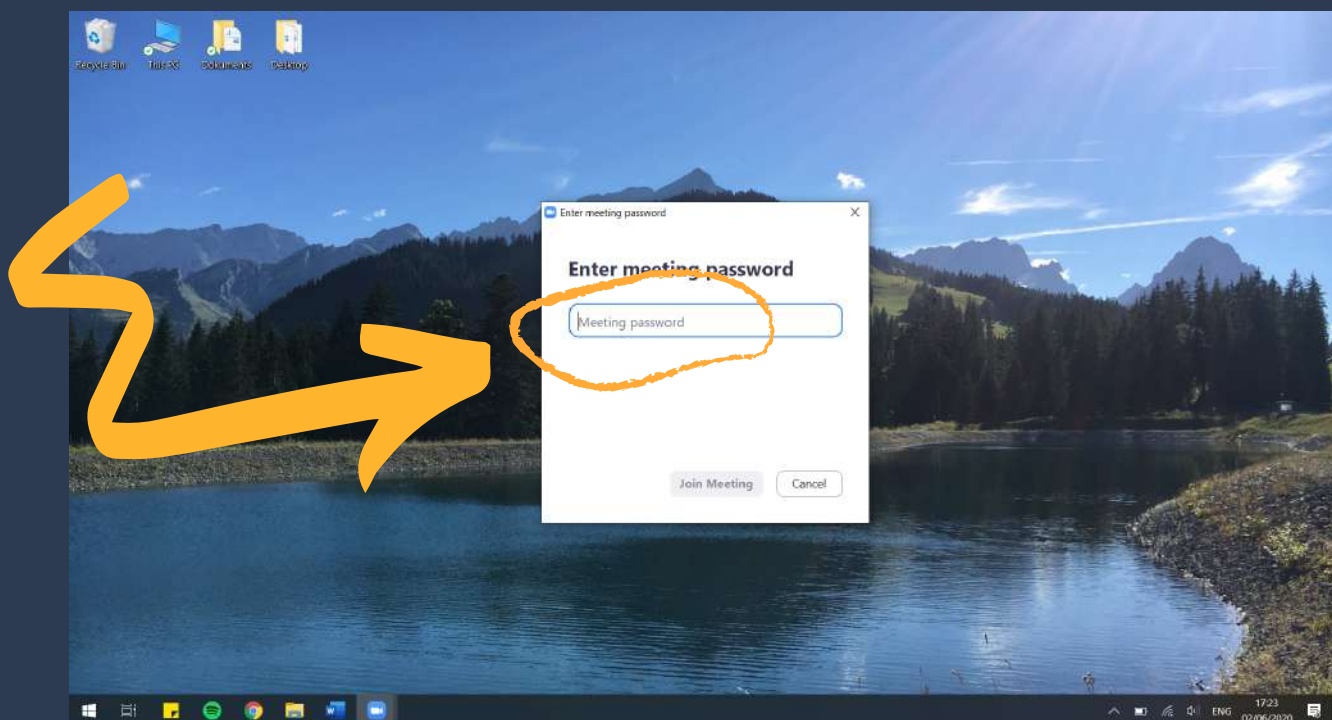 Recycle Bin
This PC
Dokuments
Desktop
Enter meeting password
Enter meeting password
Meeting password
Join Meeting
Cancel
ENG
17:23
02/06/2020